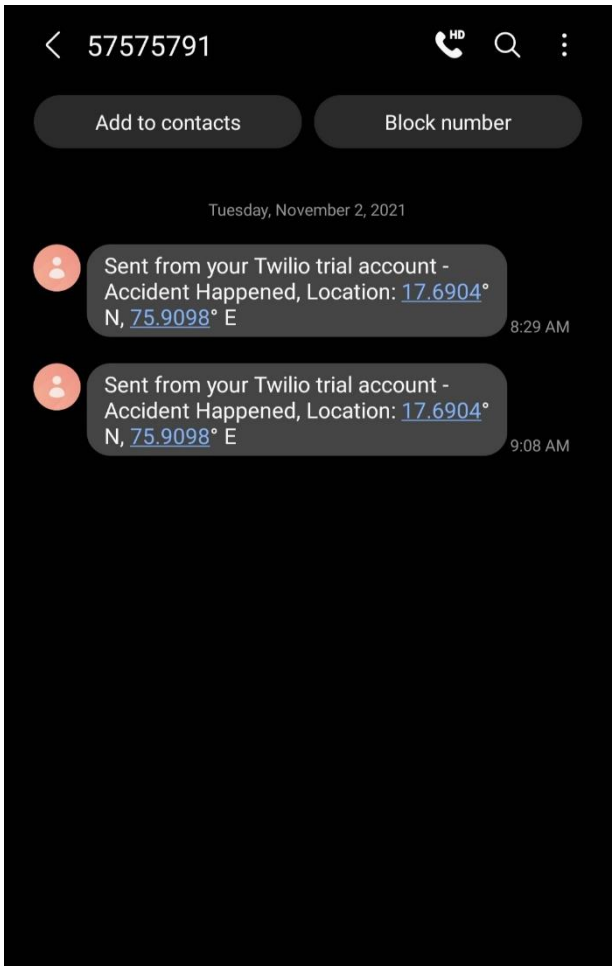 57575791
HD
Add to contacts
Block number
Tuesday, November 2, 2021
Sent from your Twilio trial account -
Accident Happened, Location: 17.6904°
N, 75.9098° E
8:29 AM
Sent from your Twilio trial account -
Accident Happened, Location: 17.6904°
N, 75.9098° E
9:08 AM